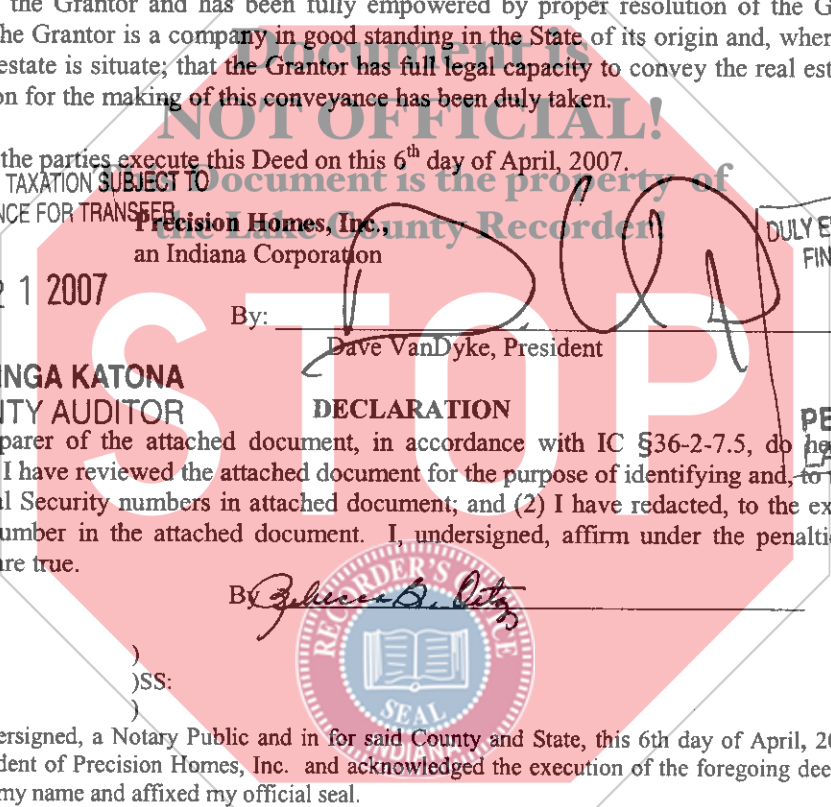 the Grantor and has been fully empowered by proper resolution of the G
he Grantor is a company in good standing in the State of its origin and, wher
estate is situate; that the Grantor has full legal capacity to convey the real est
on for the making of this conveyance has been duly taken.
Document is
NOT OFFICIAL!
the parties execute this Deed on this 6th day of April, 2007.
TAXATION SUBJECT TO
Document is the property of
NCE FOR TRANSFER
the Lake County Recorder!
Precision Homes, Inc.,
an Indiana Corporation
DULY E
FIN
1 2007
By:
Dave VanDyke, President
STOP
NGA KATONA
NTY AUDITOR
DECLARATION
PE
parer of the attached document, in accordance with IC §36-2-7.5, do he
I have reviewed the attached document for the purpose of identifying and, to
al Security numbers in attached document; and (2) I have redacted, to the ex
umber in the attached document. I, undersigned, affirm under the penalti
are true.
By
RECORDER'S OFFICE
SEAL
INDIANA
)
)SS:
)
ersigned, a Notary Public and in for said County and State, this 6th day of April, 20
dent of Precision Homes, Inc. and acknowledged the execution of the foregoing dee
my name and affixed my official seal.